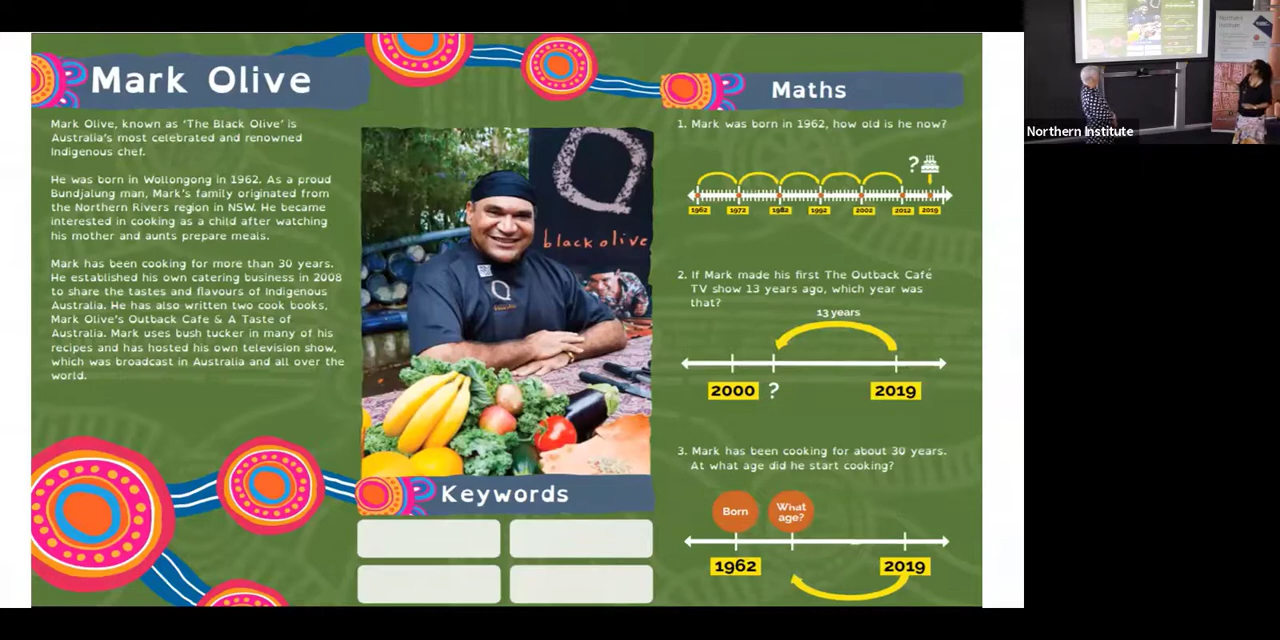 Mark Olive
Mark Olive, known as 'The Black Olive' is
Australia's most celebrated and renowned
Indigenous chef.
He was born in Wollongong in 1962. As a proud
Bundjalung man, Mark's family originated from
the Northern Rivers region in NSW. He became
interested in cooking as a child after watching
his mother and aunts prepare meals.
Mark has been cooking for more than 30 years.
He established his own catering business in 2008
to share the tastes and flavours of Indigenous
Australia. He has also written two cook books,
Mark Olive's Outback Cafe & A Taste of
Australia. Mark uses bush tucker in many of his
recipes and has hosted his own television show,
which was broadcast in Australia and all over the
world.
black olive
Keywords
Maths
1. Mark was born in 1962, how old is he now?
?
1962 1972 1982 1992 2002 2012 2019
2. If Mark made his first The Outback Café
TV show 13 years ago, which year was
that?
13 years
2000 ? 2019
3. Mark has been cooking for about 30 years.
At what age did he start cooking?
Born
What
age?
1962 2019
Northern
Institute
Northern Institute